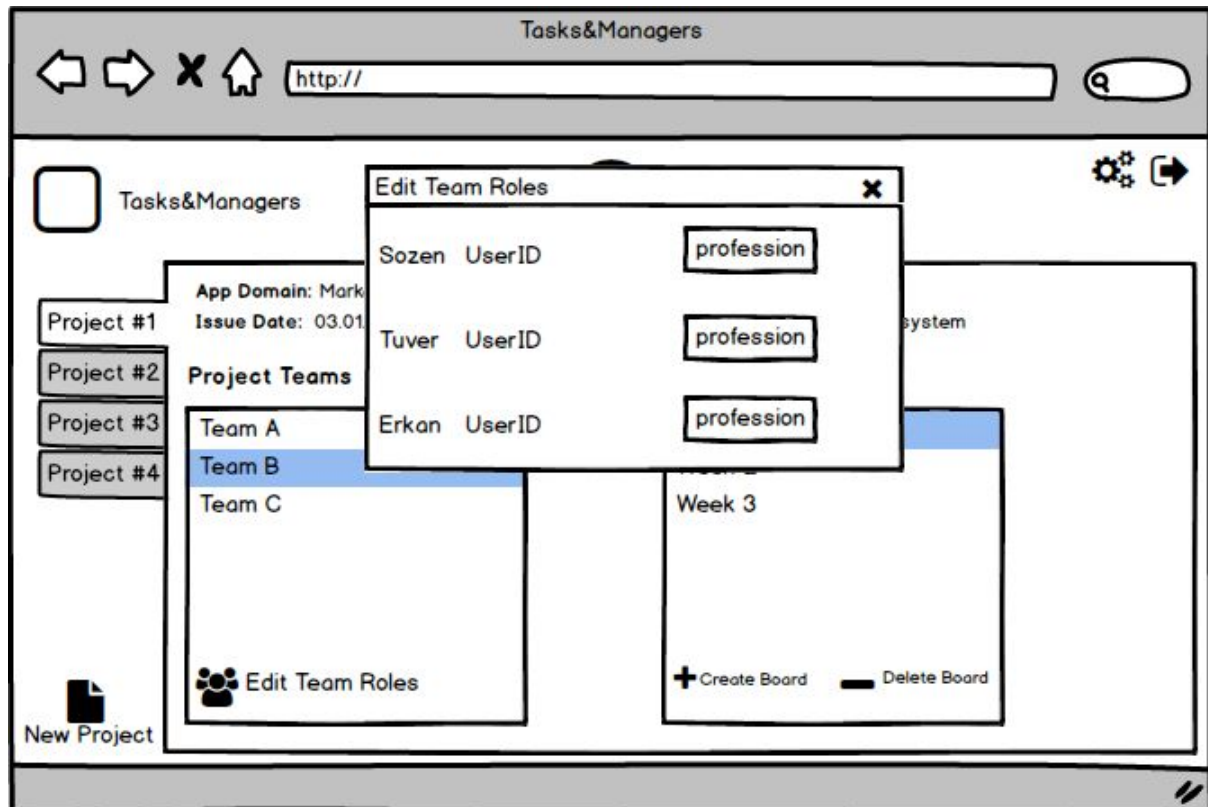 Tasks&Managers
http://
Tasks&Managers
Edit Team Roles
Sozen UserID profession
Tuver UserID profession
Erkan UserID profession
App Domain:
Issue Date: 03.01
system
Project #1
Project #2
Project #3
Project #4
Project Teams
Team A
Team B
Team C
Edit Team Roles
Week 3
Create Board
Delete Board
New Project